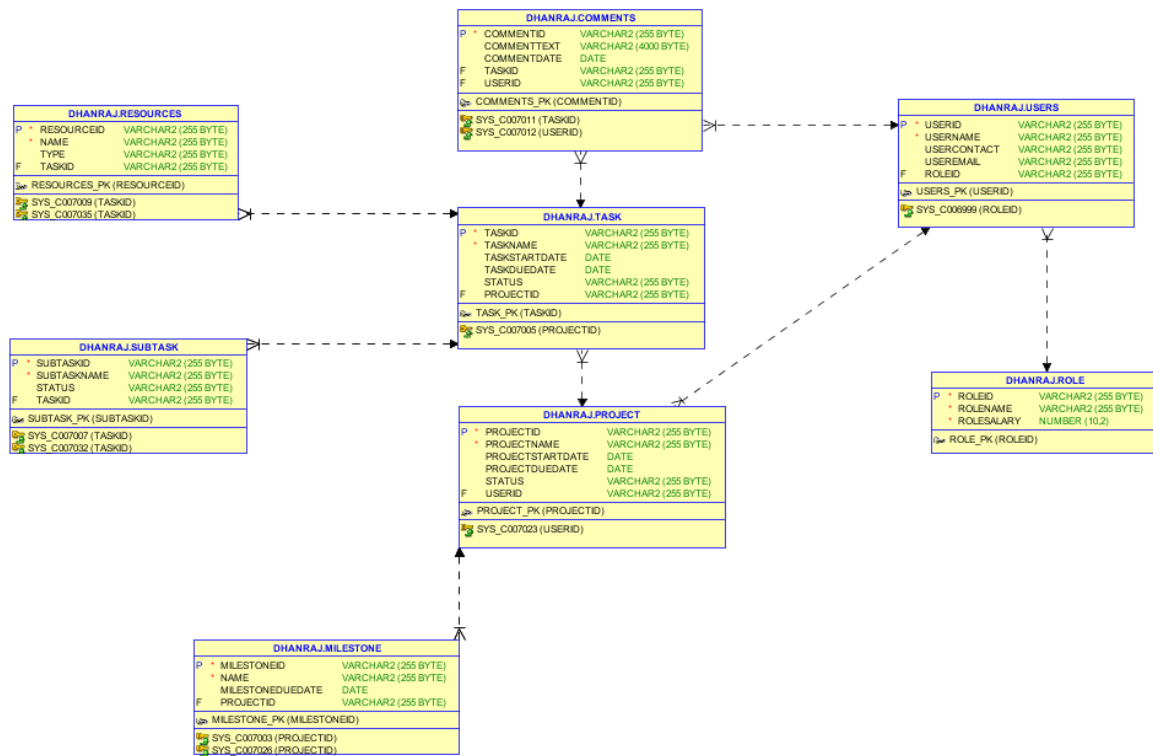 DHANRAJ.COMMENTS
P * COMMENTID VARCHAR2 (255 BYTE)
COMMENTTEXT VARCHAR2 (4000 BYTE)
COMMENTDATE DATE
F TASKID VARCHAR2 (255 BYTE)
F USERID VARCHAR2 (255 BYTE)
COMMENTS_PK (COMMENTID)
SYS_C007011 (TASKID)
SYS_C007012 (USERID)
DHANRAJ.RESOURCES
P * RESOURCEID VARCHAR2 (255 BYTE)
* NAME VARCHAR2 (255 BYTE)
TYPE VARCHAR2 (255 BYTE)
F TASKID VARCHAR2 (255 BYTE)
RESOURCES_PK (RESOURCEID)
SYS_C007009 (TASKID)
SYS_C007035 (TASKID)
DHANRAJ.USERS
P * USERID VARCHAR2 (255 BYTE)
* USERNAME VARCHAR2 (255 BYTE)
USERCONTACT VARCHAR2 (255 BYTE)
USEREMAIL VARCHAR2 (255 BYTE)
F ROLEID VARCHAR2 (255 BYTE)
USERS_PK (USERID)
SYS_C006999 (ROLEID)
DHANRAJ.TASK
P * TASKID VARCHAR2 (255 BYTE)
* TASKNAME VARCHAR2 (255 BYTE)
TASKSTARTDATE DATE
TASKDUEDATE DATE
STATUS VARCHAR2 (255 BYTE)
F PROJECTID VARCHAR2 (255 BYTE)
TASK_PK (TASKID)
SYS_C007005 (PROJECTID)
DHANRAJ.SUBTASK
P * SUBTASKID VARCHAR2 (255 BYTE)
* SUBTASKNAME VARCHAR2 (255 BYTE)
STATUS VARCHAR2 (255 BYTE)
F TASKID VARCHAR2 (255 BYTE)
SUBTASK_PK (SUBTASKID)
SYS_C007007 (TASKID)
SYS_C007032 (TASKID)
DHANRAJ.ROLE
P * ROLEID VARCHAR2 (255 BYTE)
* ROLENAME VARCHAR2 (255 BYTE)
* ROLESALARY NUMBER (10,2)
ROLE_PK (ROLEID)
DHANRAJ.PROJECT
P * PROJECTID VARCHAR2 (255 BYTE)
* PROJECTNAME VARCHAR2 (255 BYTE)
PROJECTSTARTDATE DATE
PROJECTDUEDATE DATE
STATUS VARCHAR2 (255 BYTE)
F USERID VARCHAR2 (255 BYTE)
PROJECT_PK (PROJECTID)
SYS_C007023 (USERID)
DHANRAJ.MILESTONE
P * MILESTONEID VARCHAR2 (255 BYTE)
* NAME VARCHAR2 (255 BYTE)
MILESTONEDUEDATE DATE
F PROJECTID VARCHAR2 (255 BYTE)
MILESTONE_PK (MILESTONEID)
SYS_C007003 (PROJECTID)
SYS_C007026 (PROJECTID)